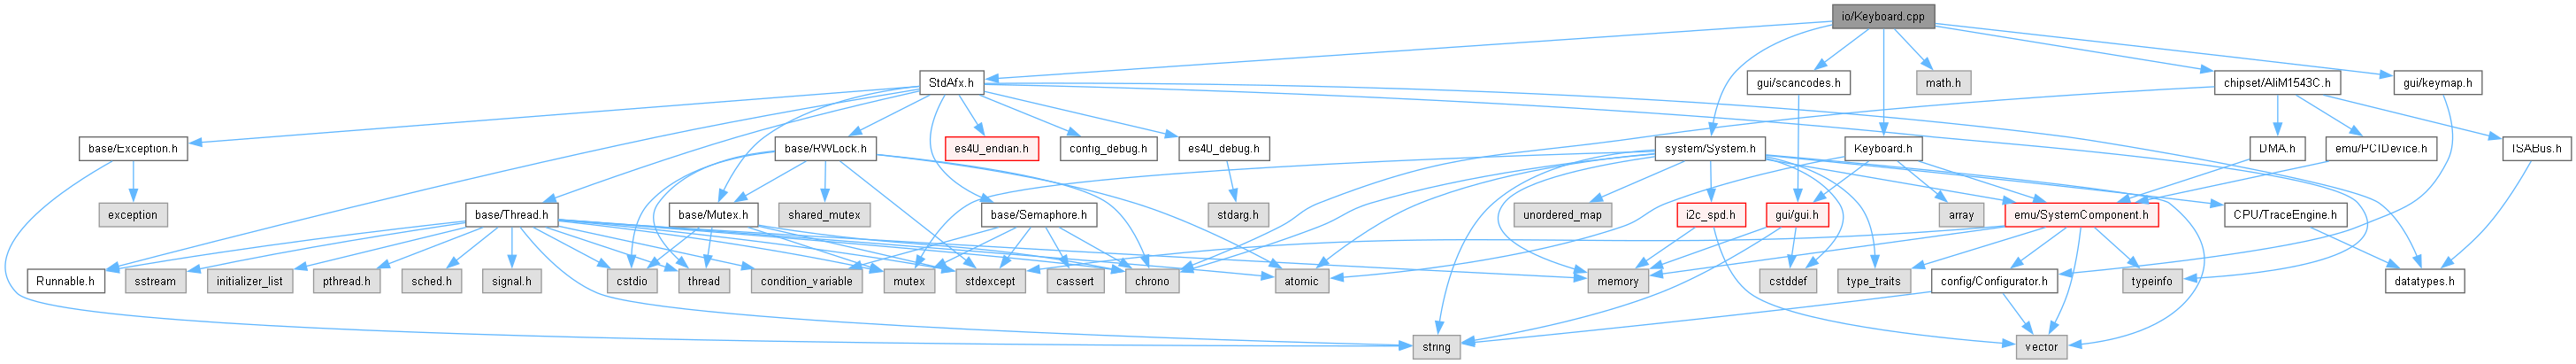 io/Keyboard.cpp
StdAfx.h
gui/scancodes.h
math.h
chipset/AliM1543C.h
gui/keymap.h
base/Exception.h
base/RWLock.h
es40_endian.h
config_debug.h
es40_debug.h
system/System.h
Keyboard.h
DMA.h
emu/PCIDevice.h
ISABus.h
exception
base/Thread.h
base/Mutex.h
shared_mutex
base/Semaphore.h
stdarg.h
unordered_map
i2c_spd.h
gui/gui.h
array
emu/SystemComponent.h
CPU/TraceEngine.h
Runnable.h
sstream
initializer_list
pthread.h
sched.h
signal.h
cstdio
thread
condition_variable
mutex
stdexcept
cassert
chrono
atomic
memory
cstddef
type_traits
config/Configurator.h
typeinfo
datatypes.h
string
vector